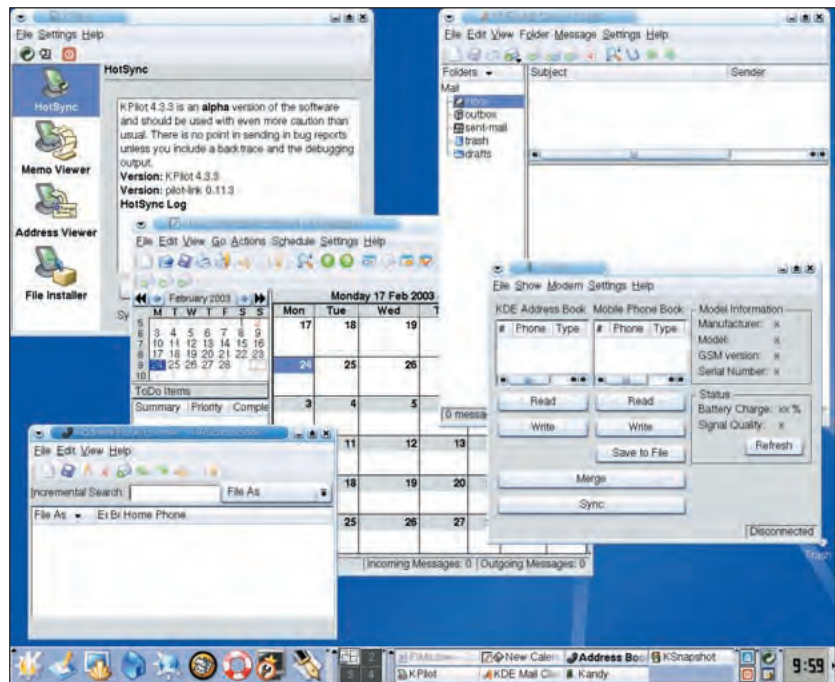 File Settings Help
HotSync
HotSync
KPilot 4.3.3 is an alpha version of the software
and should be used with even more caution than
usual. There is no point in sending in bug reports
unless you include a backtrace and the debugging
output.
Version: KPilot 4.3.3
Version: pilot-link 0.11.3
HotSync Log
Memo Viewer
Address Viewer
File Installer
Sy
File Edit View Folder Message Settings Help
Folders
Subject
Sender
Mail
inbox
outbox
sent-mail
trash
drafts
0 messa
File Edit View Go Actions Schedule Settings Help
February 2003
M T W T F S S
5 1 2
6 3 4 5 6 7 8 9
7 10 11 12 13 14 15 16
8 17 18 19 20 21 22 23
9 24 25 26 27 28
10
ToDo Items
Summary Priority Comple
Monday 17 Feb 2003
Mon Tue Wed T
17 18 19
24 25 26
3 4 5
11 12 13
18 19 20
25 26 27
Incoming Messages: 0 Outgoing Messages: 0
File Show Modem Settings Help
KDE Address Book
Mobile Phone Book
# Phone Type
# Phone Type
Read
Read
Write
Write
Save to File
Merge
Sync
Model Information
Manufacturer: x
Model: x
GSM version: x
Serial Number: x
Status
Battery Charge: xx %
Signal Quality: x
Refresh
Disconnected
Trash
File Edit View Help
Incremental Search:
File As
File As Home Phone
2
3 4
New Calen
Address Boo
KSnapshot
KPilot
KDE Mail Clie
Kandy
9:59